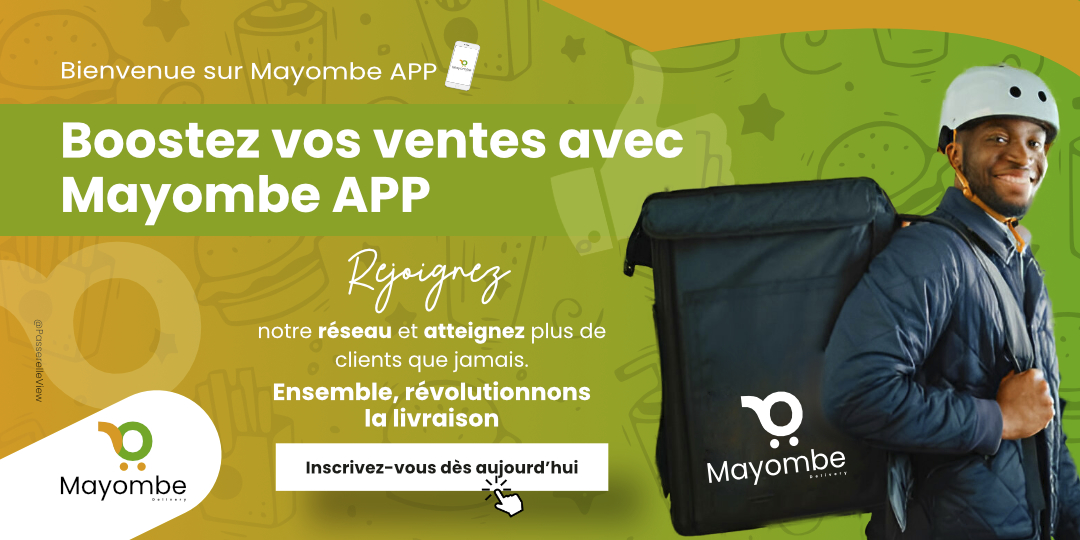 Bienvenue sur Mayombe APP
Boostez vos ventes avec
Mayombe APP
Rejoignez
notre réseau et atteignez plus de
clients que jamais.
Ensemble, révolutionnons
la livraison
Inscrivez-vous dès aujourd’hui
@PasserelleView
Mayombe
Delivery
Mayombe
Delivery